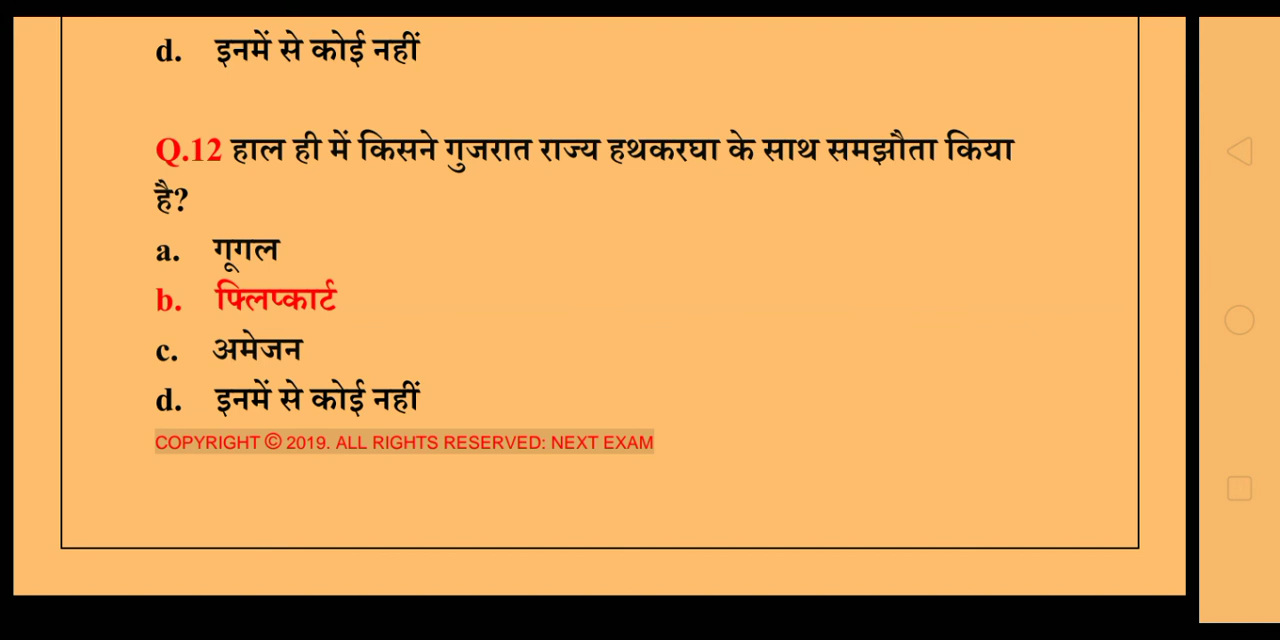 d. इनमें से कोई नहीं
Q.12 हाल ही में किसने गुजरात राज्य हथकरघा के साथ समझौता किया
है?
a. गूगल
b. फ्लिप्कार्ट
c. अमेजन
d. इनमें से कोई नहीं
COPYRIGHT © 2019. ALL RIGHTS RESERVED: NEXT EXAM